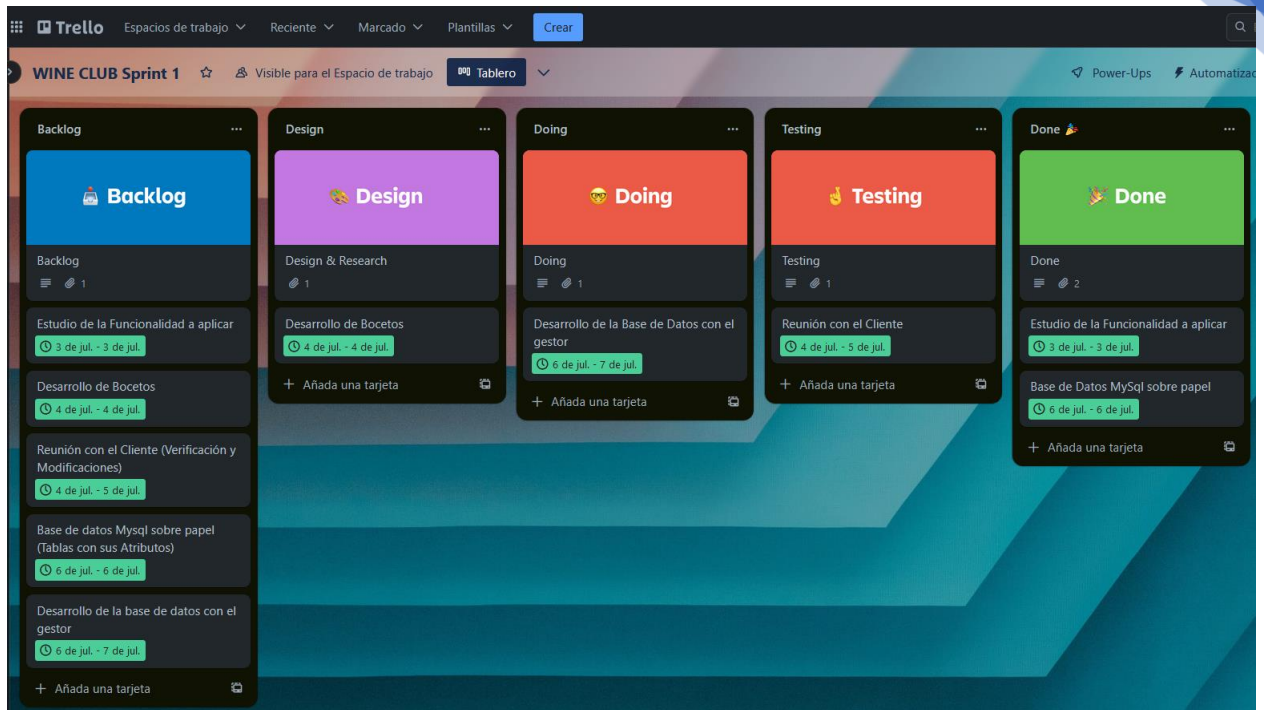 Trello
Espacios de trabajo
Reciente
Marcado
Plantillas
Crear
WINE CLUB Sprint 1
Visible para el Espacio de trabajo
Tablero
Power-Ups
Automatizac
Backlog
Backlog
Backlog
1
Estudio de la Funcionalidad a aplicar
3 de jul. - 3 de jul.
Desarrollo de Bocetos
4 de jul. - 4 de jul.
Reunión con el Cliente (Verificación y
Modificaciones)
4 de jul. - 5 de jul.
Base de datos Mysql sobre papel
(Tablas con sus Atributos)
6 de jul. - 6 de jul.
Desarrollo de la base de datos con el
gestor
6 de jul. - 7 de jul.
+ Añada una tarjeta
Design
Design
Design & Research
1
Desarrollo de Bocetos
4 de jul. - 4 de jul.
+ Añada una tarjeta
Doing
Doing
Doing
1
Desarrollo de la Base de Datos con el
gestor
6 de jul. - 7 de jul.
+ Añada una tarjeta
Testing
Testing
Testing
1
Reunión con el Cliente
4 de jul. - 5 de jul.
+ Añada una tarjeta
Done 🎉
Done
Done
2
Estudio de la Funcionalidad a aplicar
3 de jul. - 3 de jul.
Base de Datos MySql sobre papel
6 de jul. - 6 de jul.
+ Añada una tarjeta